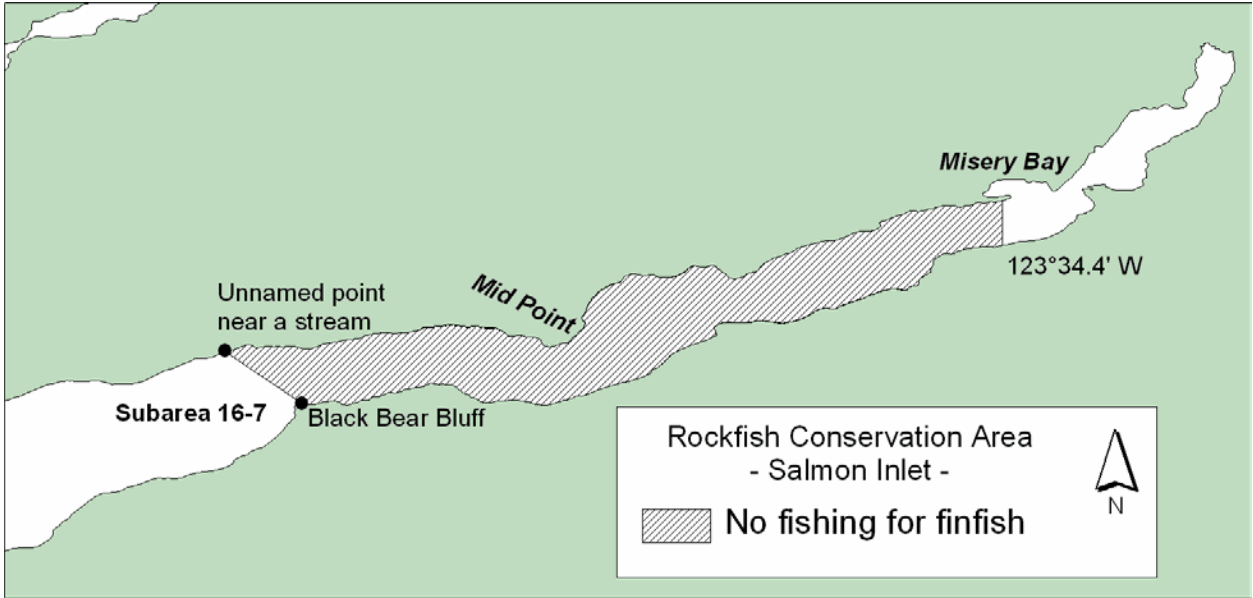 Misery Bay
123°34.4' W
Mid Point
Unnamed point
near a stream
Subarea 16-7
Black Bear Bluff
Rockfish Conservation Area
- Salmon Inlet -
N
No fishing for finfish